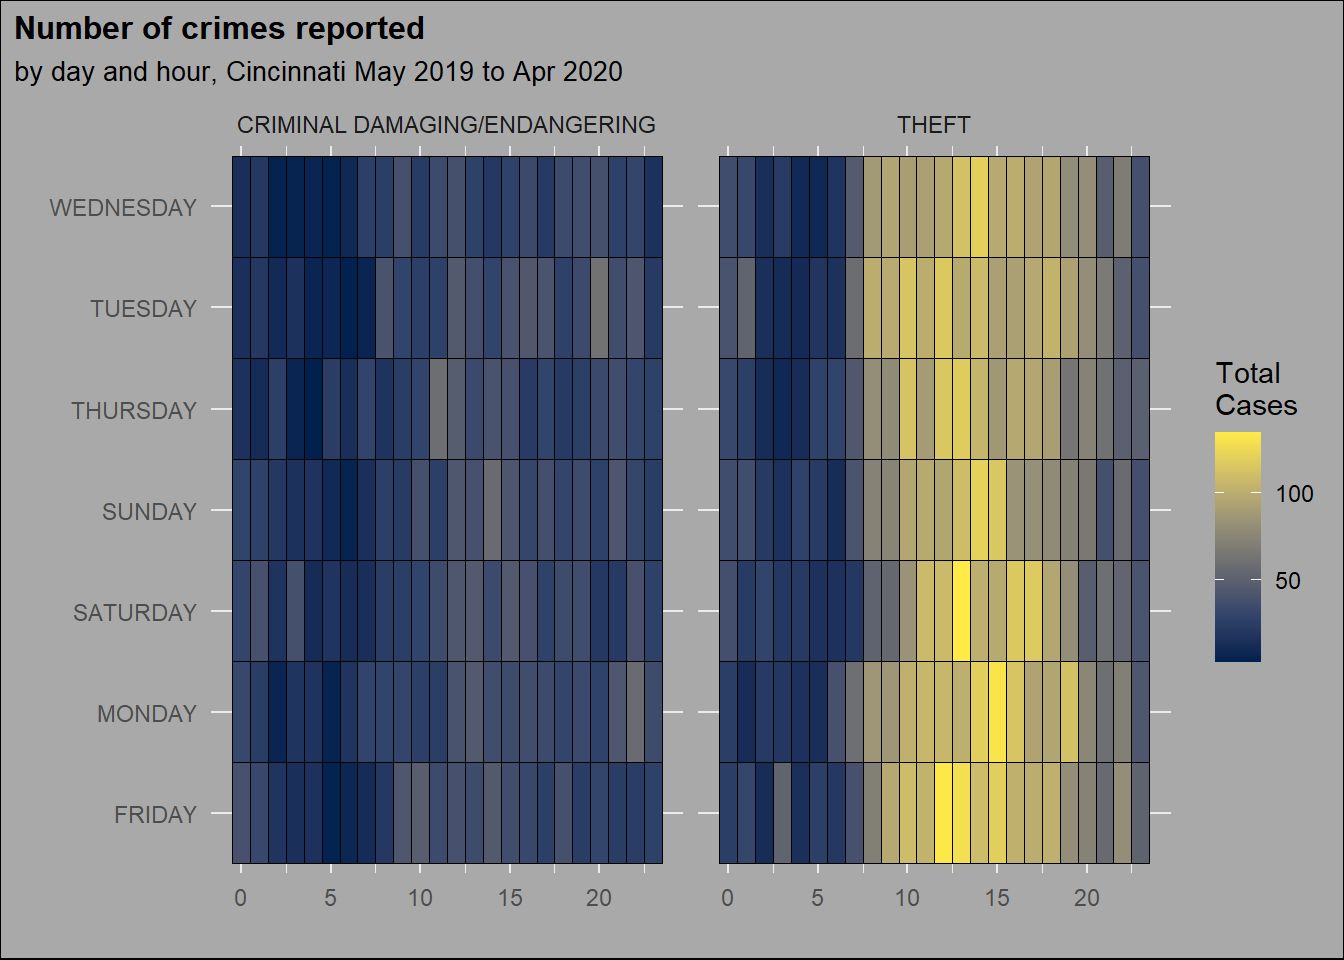 Number of crimes reported
by day and hour, Cincinnati May 2019 to Apr 2020
CRIMINAL DAMAGING/ENDANGERING
THEFT
WEDNESDAY
TUESDAY
THURSDAY
SUNDAY
SATURDAY
MONDAY
FRIDAY
0 5 10 15 20
0 5 10 15 20
Total
Cases
100
50